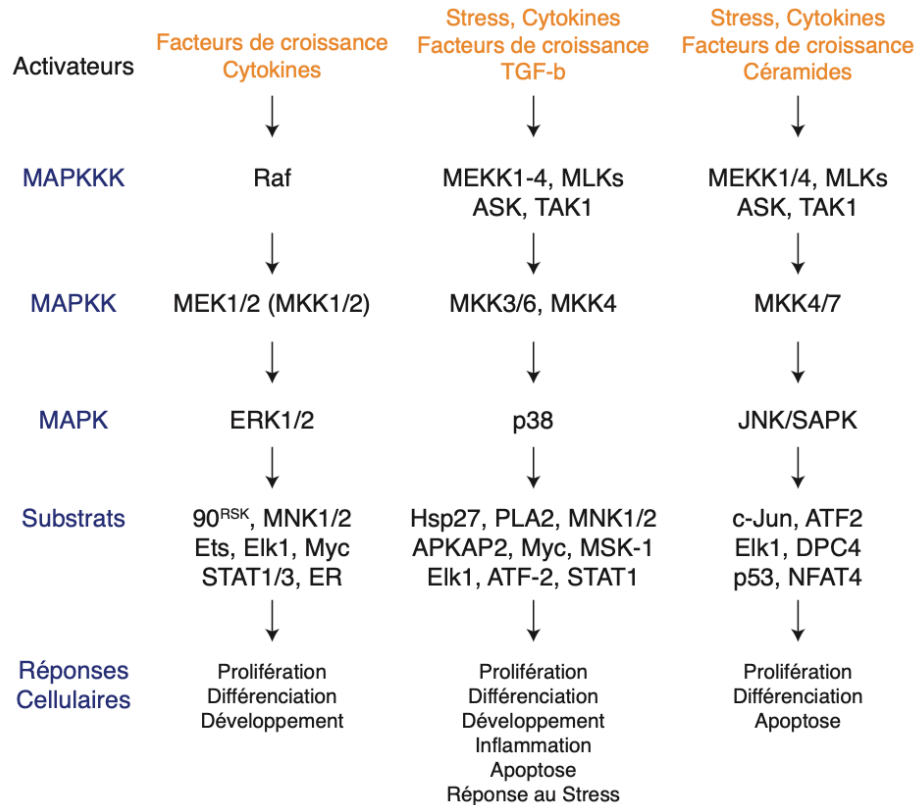 Activateurs
Facteurs de croissance
Cytokines
Stress, Cytokines
Facteurs de croissance
TGF-b
Stress, Cytokines
Facteurs de croissance
Céramides
MAPKKK
Raf
MEKK1-4, MLKs
ASK, TAK1
MEKK1/4, MLKs
ASK, TAK1
MAPKK
MEK1/2 (MKK1/2)
MKK3/6, MKK4
MKK4/7
MAPK
ERK1/2
p38
JNK/SAPK
Substrats
90RSK, MNK1/2
Ets, Elk1, Myc
STAT1/3, ER
Hsp27, PLA2, MNK1/2
APKAP2, Myc, MSK-1
Elk1, ATF-2, STAT1
c-Jun, ATF2
Elk1, DPC4
p53, NFAT4
Réponses
Cellulaires
Prolifération
Différenciation
Développement
Prolifération
Différenciation
Développement
Inflammation
Apoptose
Réponse au Stress
Prolifération
Différenciation
Apoptose